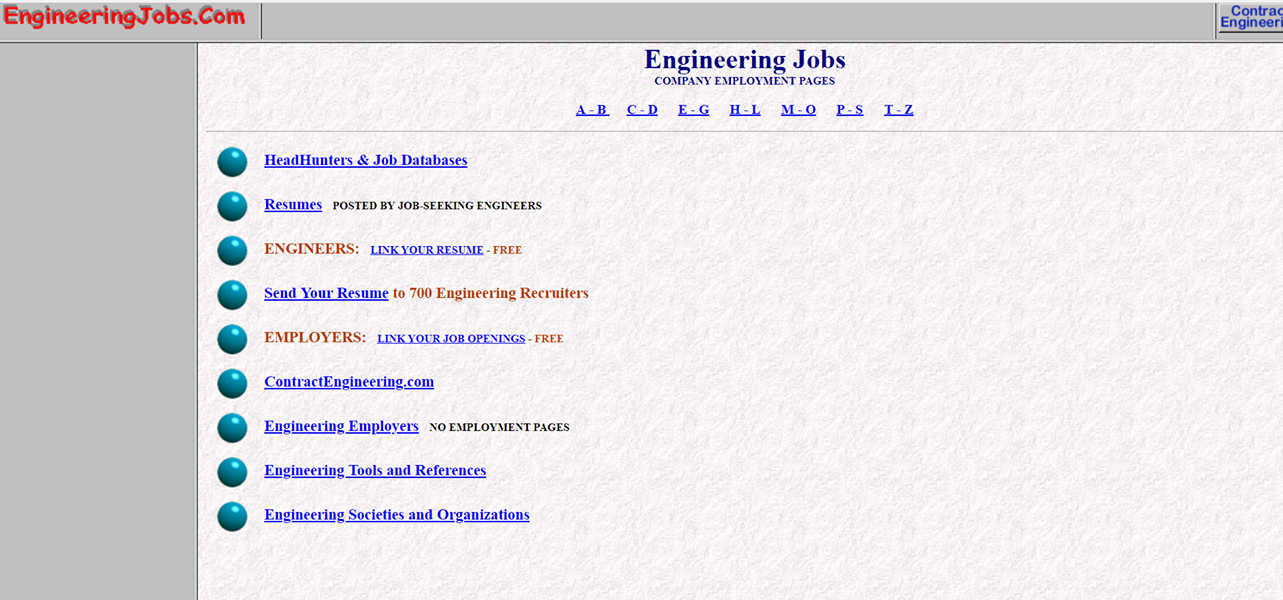 EngineeringJobs.Com
Engineering Jobs
COMPANY EMPLOYMENT PAGES
A - B C - D E - G H - L M - O P - S T - Z
HeadHunters & Job Databases
Resumes POSTED BY JOB-SEEKING ENGINEERS
ENGINEERS: LINK YOUR RESUME - FREE
Send Your Resume to 700 Engineering Recruiters
EMPLOYERS: LINK YOUR JOB OPENINGS - FREE
ContractEngineering.com
Engineering Employers NO EMPLOYMENT PAGES
Engineering Tools and References
Engineering Societies and Organizations